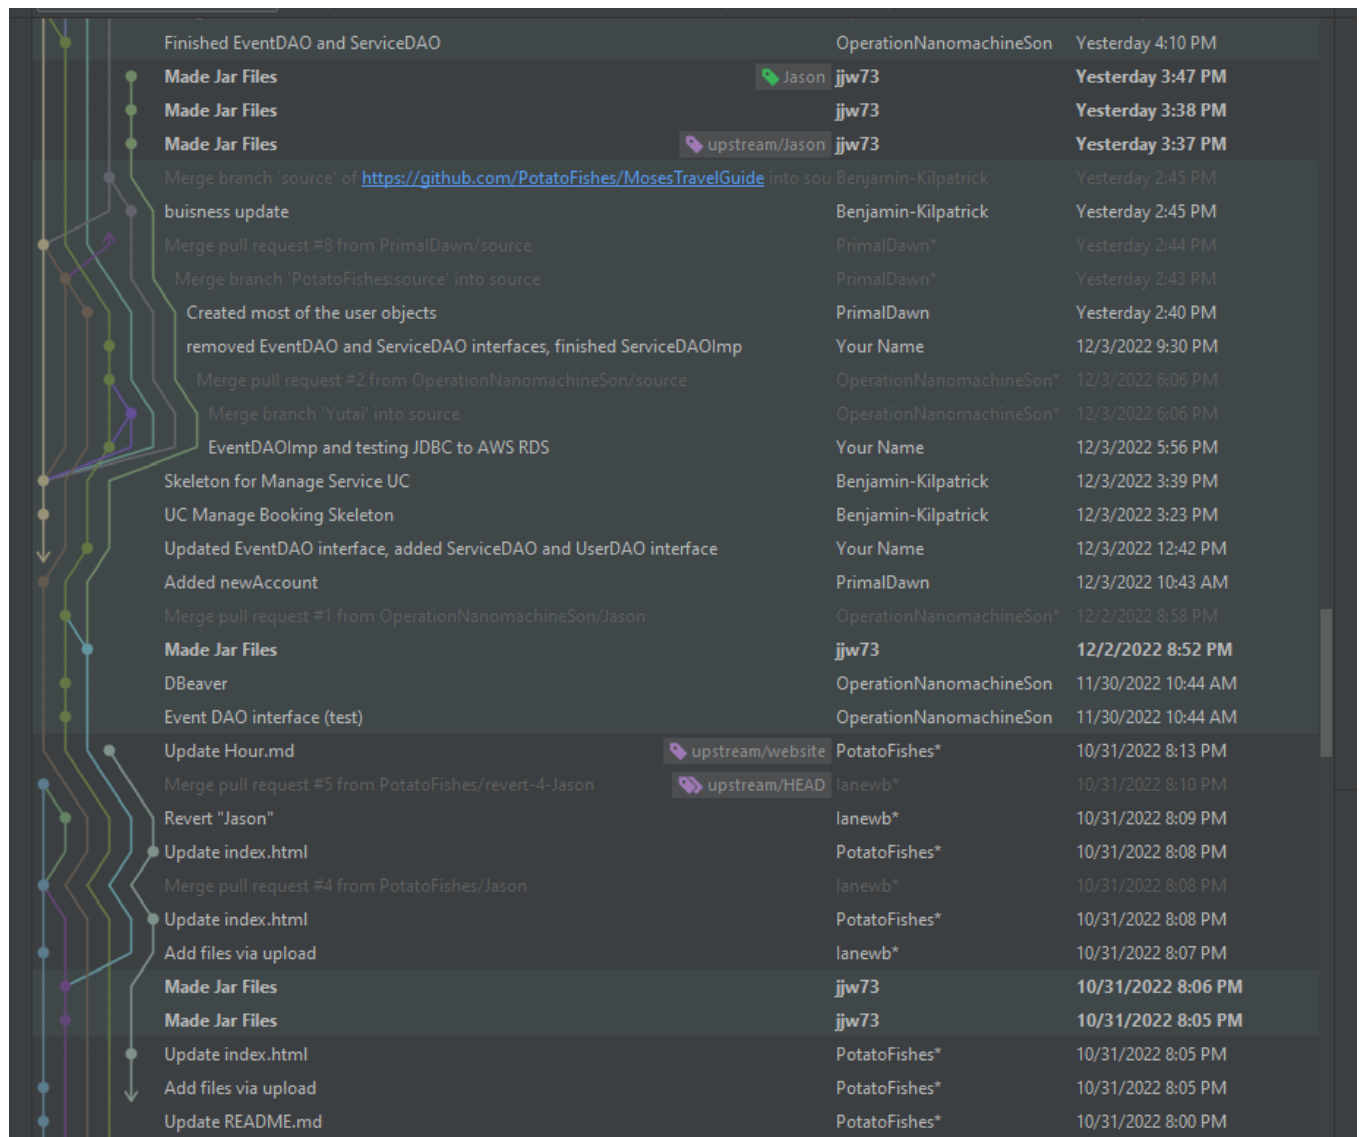 Finished EventDAO and ServiceDAO OperationNanomachineSon Yesterday 4:10 PM
Made Jar Files Jason jjw73 Yesterday 3:47 PM
Made Jar Files jjw73 Yesterday 3:38 PM
Made Jar Files upstream/Jason jjw73 Yesterday 3:37 PM
Merge branch 'source' of https://github.com/PotatoFishes/MosesTravelGuide into sou Benjamin-Kilpatrick Yesterday 2:45 PM
buisness update Benjamin-Kilpatrick Yesterday 2:45 PM
Merge pull request #8 from PrimalDawn/source PrimalDawn* Yesterday 2:44 PM
Merge branch 'PotatoFishes:source' into source PrimalDawn* Yesterday 2:43 PM
Created most of the user objects PrimalDawn Yesterday 2:40 PM
removed EventDAO and ServiceDAO interfaces, finished ServiceDAOImp Your Name 12/3/2022 9:30 PM
Merge pull request #2 from OperationNanomachineSon/source OperationNanomachineSon* 12/3/2022 6:06 PM
Merge branch 'Yutai' into source OperationNanomachineSon* 12/3/2022 6:06 PM
EventDAOImp and testing JDBC to AWS RDS Your Name 12/3/2022 5:56 PM
Skeleton for Manage Service UC Benjamin-Kilpatrick 12/3/2022 3:39 PM
UC Manage Booking Skeleton Benjamin-Kilpatrick 12/3/2022 3:23 PM
Updated EventDAO interface, added ServiceDAO and UserDAO interface Your Name 12/3/2022 12:42 PM
Added newAccount PrimalDawn 12/3/2022 10:43 AM
Merge pull request #1 from OperationNanomachineSon/Jason OperationNanomachineSon* 12/2/2022 8:58 PM
Made Jar Files jjw73 12/2/2022 8:52 PM
DBeaver OperationNanomachineSon 11/30/2022 10:44 AM
Event DAO interface (test) OperationNanomachineSon 11/30/2022 10:44 AM
Update Hour.md upstream/website PotatoFishes* 10/31/2022 8:13 PM
Merge pull request #5 from PotatoFishes/revert-4-Jason upstream/HEAD lanewb* 10/31/2022 8:10 PM
Revert "Jason" lanewb* 10/31/2022 8:09 PM
Update index.html PotatoFishes* 10/31/2022 8:08 PM
Merge pull request #4 from PotatoFishes/Jason lanewb* 10/31/2022 8:08 PM
Update index.html PotatoFishes* 10/31/2022 8:08 PM
Add files via upload lanewb* 10/31/2022 8:07 PM
Made Jar Files jjw73 10/31/2022 8:06 PM
Made Jar Files jjw73 10/31/2022 8:05 PM
Update index.html PotatoFishes* 10/31/2022 8:05 PM
Add files via upload PotatoFishes* 10/31/2022 8:05 PM
Update README.md PotatoFishes* 10/31/2022 8:00 PM